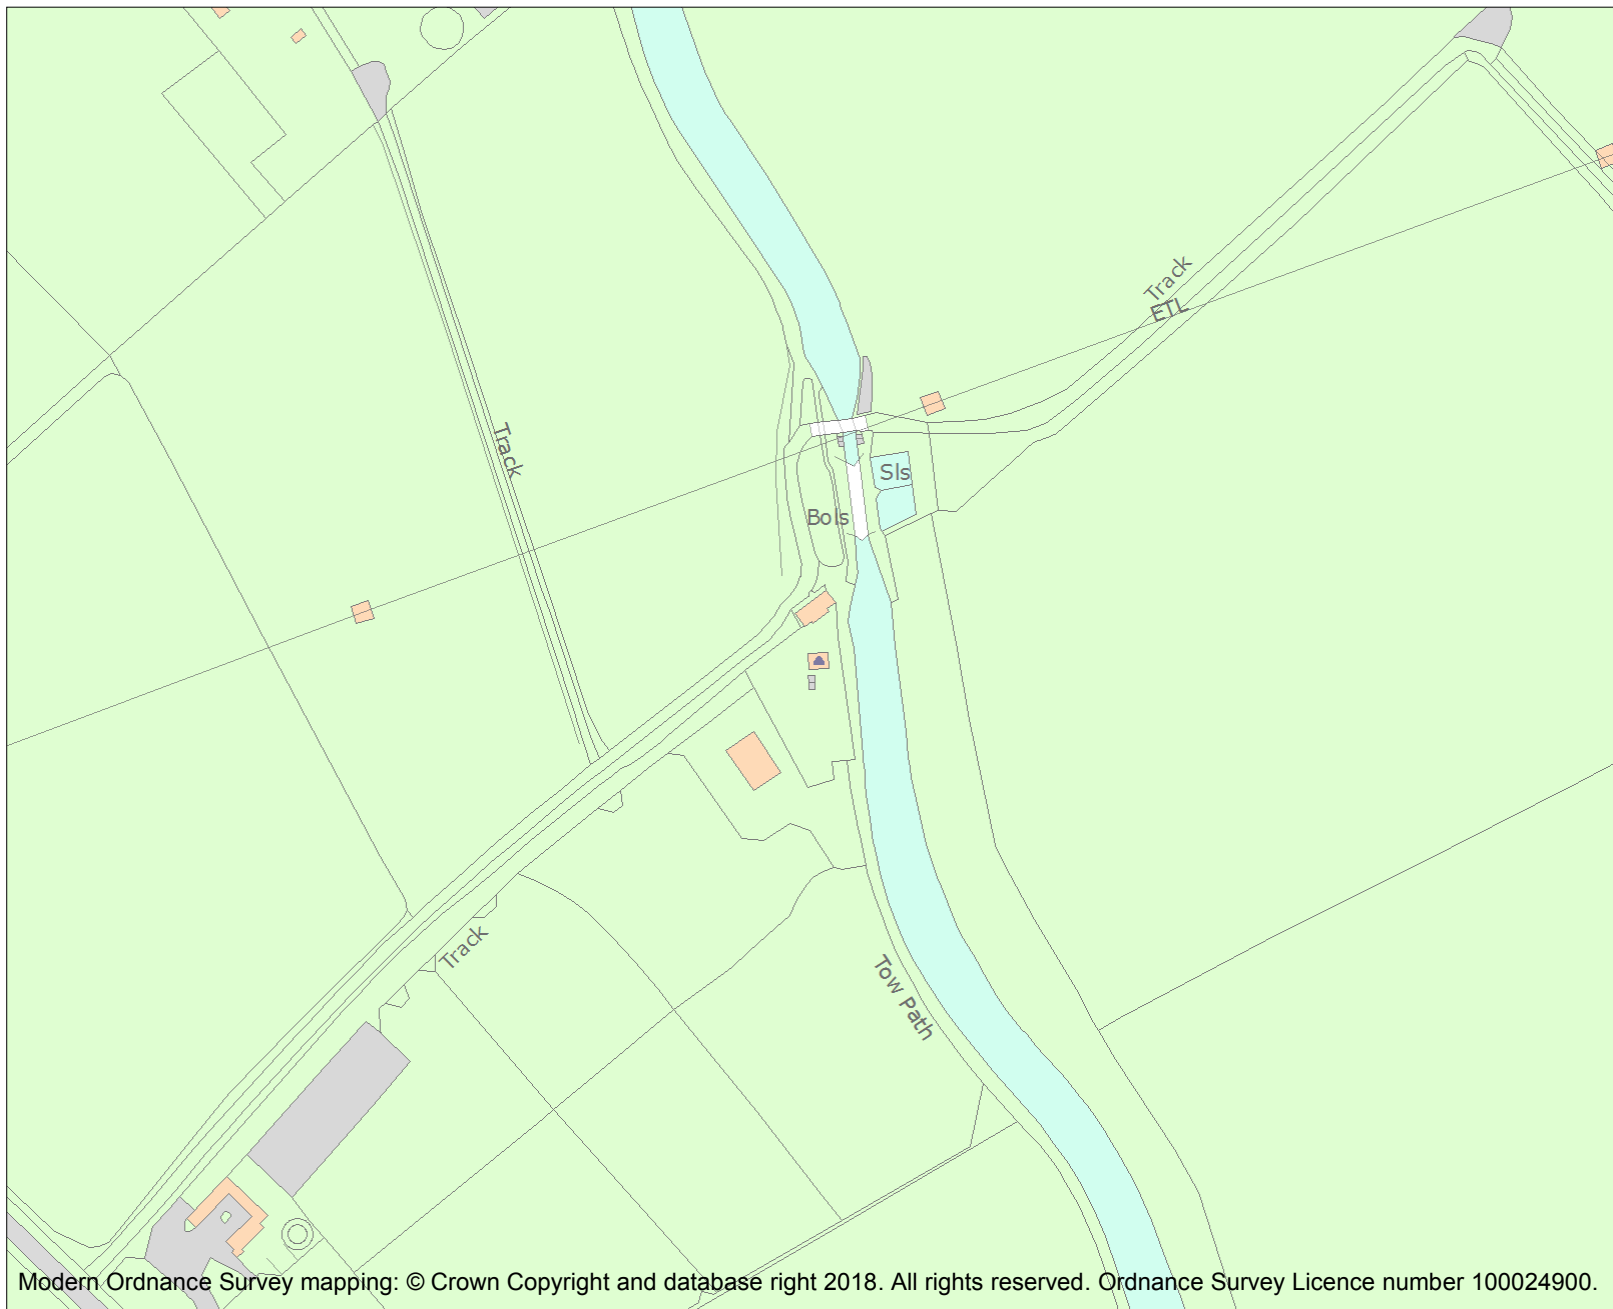 Track
ETL
Track
Sls
Bols
Track
Tow Path
Modern Ordnance Survey mapping: © Crown Copyright and database right 2018. All rights reserved. Ordnance Survey Licence number 100024900.